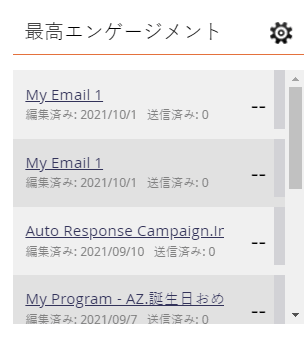 最高エンゲージメント
My Email 1
編集済み: 2021/10/1 送信済み: 0
--
My Email 1
編集済み: 2021/10/1 送信済み: 0
--
Auto Response Campaign.Ir
編集済み: 2021/09/10 送信済み: 0
--
My Program - AZ.誕生日おめ
編集済み: 2021/09/7 送信済み: 0
--